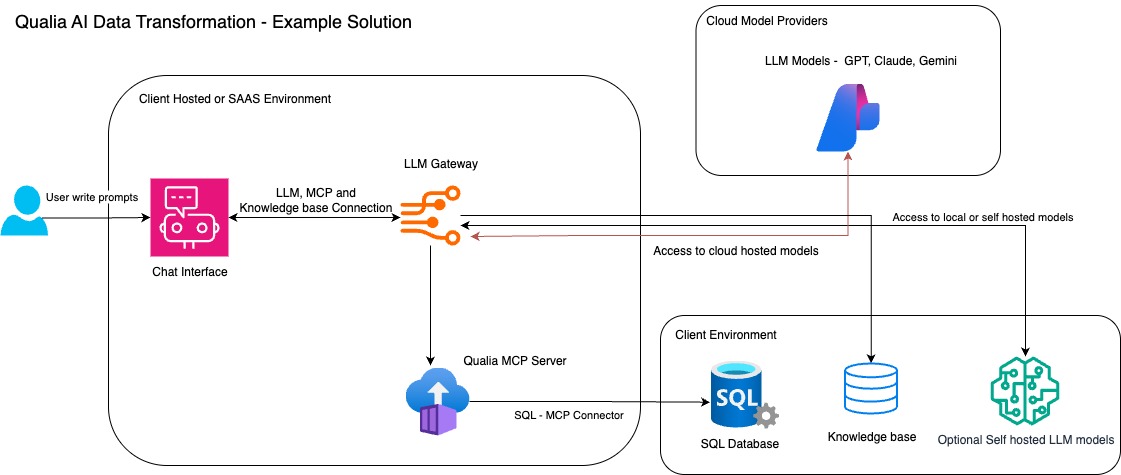 Qualia AI Data Transformation - Example Solution
Cloud Model Providers
LLM Models - GPT, Claude, Gemini
Client Hosted or SAAS Environment
LLM Gateway
User write prompts
LLM, MCP and
Knowledge base Connection
Chat Interface
Access to local or self hosted models
Access to cloud hosted models
Qualia MCP Server
SQL - MCP Connector
Client Environment
SQL
SQL Database
Knowledge base
Optional Self hosted LLM models